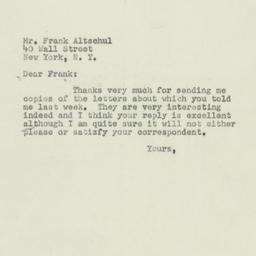 Mr. Frank Altschul
40 Wall Street
New York, N. Y.
Dear Frank:
Thanks very much for sending me
copies of the letters about which you told
me last week. They are very interesting
indeed and I think your reply is excellent
although I am quite sure it will not either
please or satisfy your correspondent.
Yours,